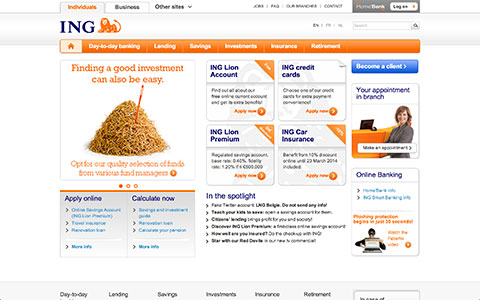 Individuals Business Other sites
JOBS | FAQ | OUR BRANCHES | CONTACT
Home'Bank Log on
ING
EN | FR | NL
Day-to-day banking Lending Savings Investments Insurance Retirement
Finding a good investment
can also be easy.
Opt for our quality selection of funds
from various fund managers
ING Lion
Account
Find out all about our
free online current account
and get its extra benefits!
Apply now
ING credit
cards
Choose one of our credit
cards for extra payment
convenience!
Apply now
ING Lion
Premium
Regulated savings account,
base rate: 0.40%, fidelity
rate: 1.20% if ≥ €500,000
Apply now
ING Car
Insurance
Benefit from 10% discount
online until 23 March 2014
included.
Apply now
Become a client
Your appointment
in branch
Make an appointment
Online Banking
Home'Bank info
ING Smart Banking info
Phishing protection
begins in just 30 seconds!
Watch the
video
Apply online
Online Savings Account
(ING Lion Premium)
Travel insurance
Renovation loan
More info
Calculate now
Savings and investment
guide
Renovation loan
Calculate your pension
More info
In the spotlight
Fake Twitter account: ING Belgie. Do not send any info!
Teach your kids to save: open a savings account for them.
Citizens' lending brings profit for you and society!
Discover ING Lion Premium: a fins online savings account
How well are you insured? Do the checkup with ING!
Star with our Red Devils in our new tv commercial!
Day-to-day Lending Savings Investments Insurance Retirement
In case of